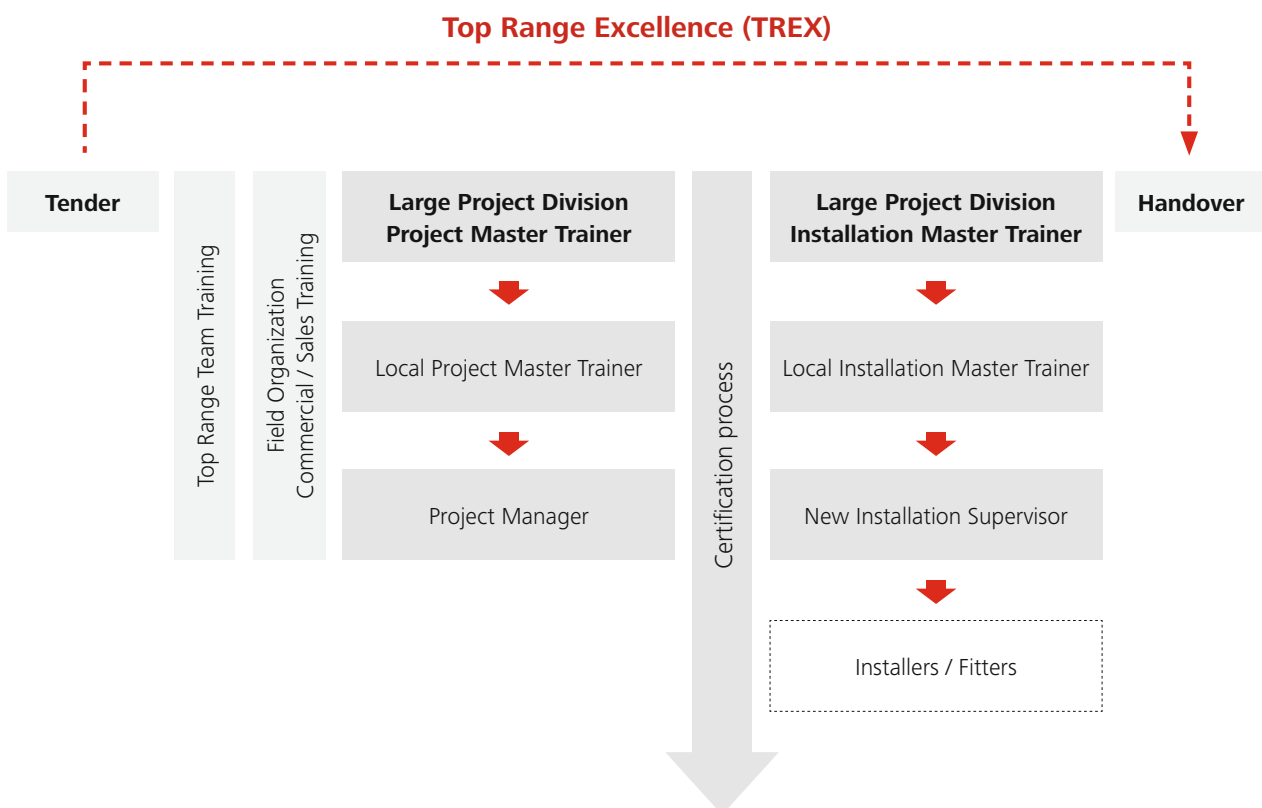 Top Range Excellence (TREX)
Tender
Top Range Team Training
Field Organization
Commercial / Sales Training
Large Project Division
Project Master Trainer
Local Project Master Trainer
Project Manager
Certification process
Large Project Division
Installation Master Trainer
Local Installation Master Trainer
New Installation Supervisor
Installers / Fitters
Handover